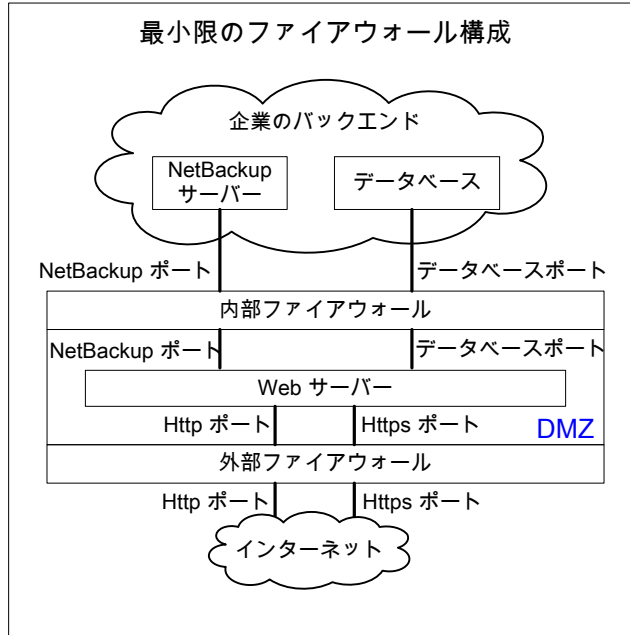 最小限のファイアウォール構成
企業のバックエンド
NetBackup
サーバー
データベース
NetBackup ポート
データベースポート
内部ファイアウォール
NetBackup ポート
データベースポート
Web サーバー
Http ポート
Https ポート
DMZ
外部ファイアウォール
Http ポート
Https ポート
インターネット